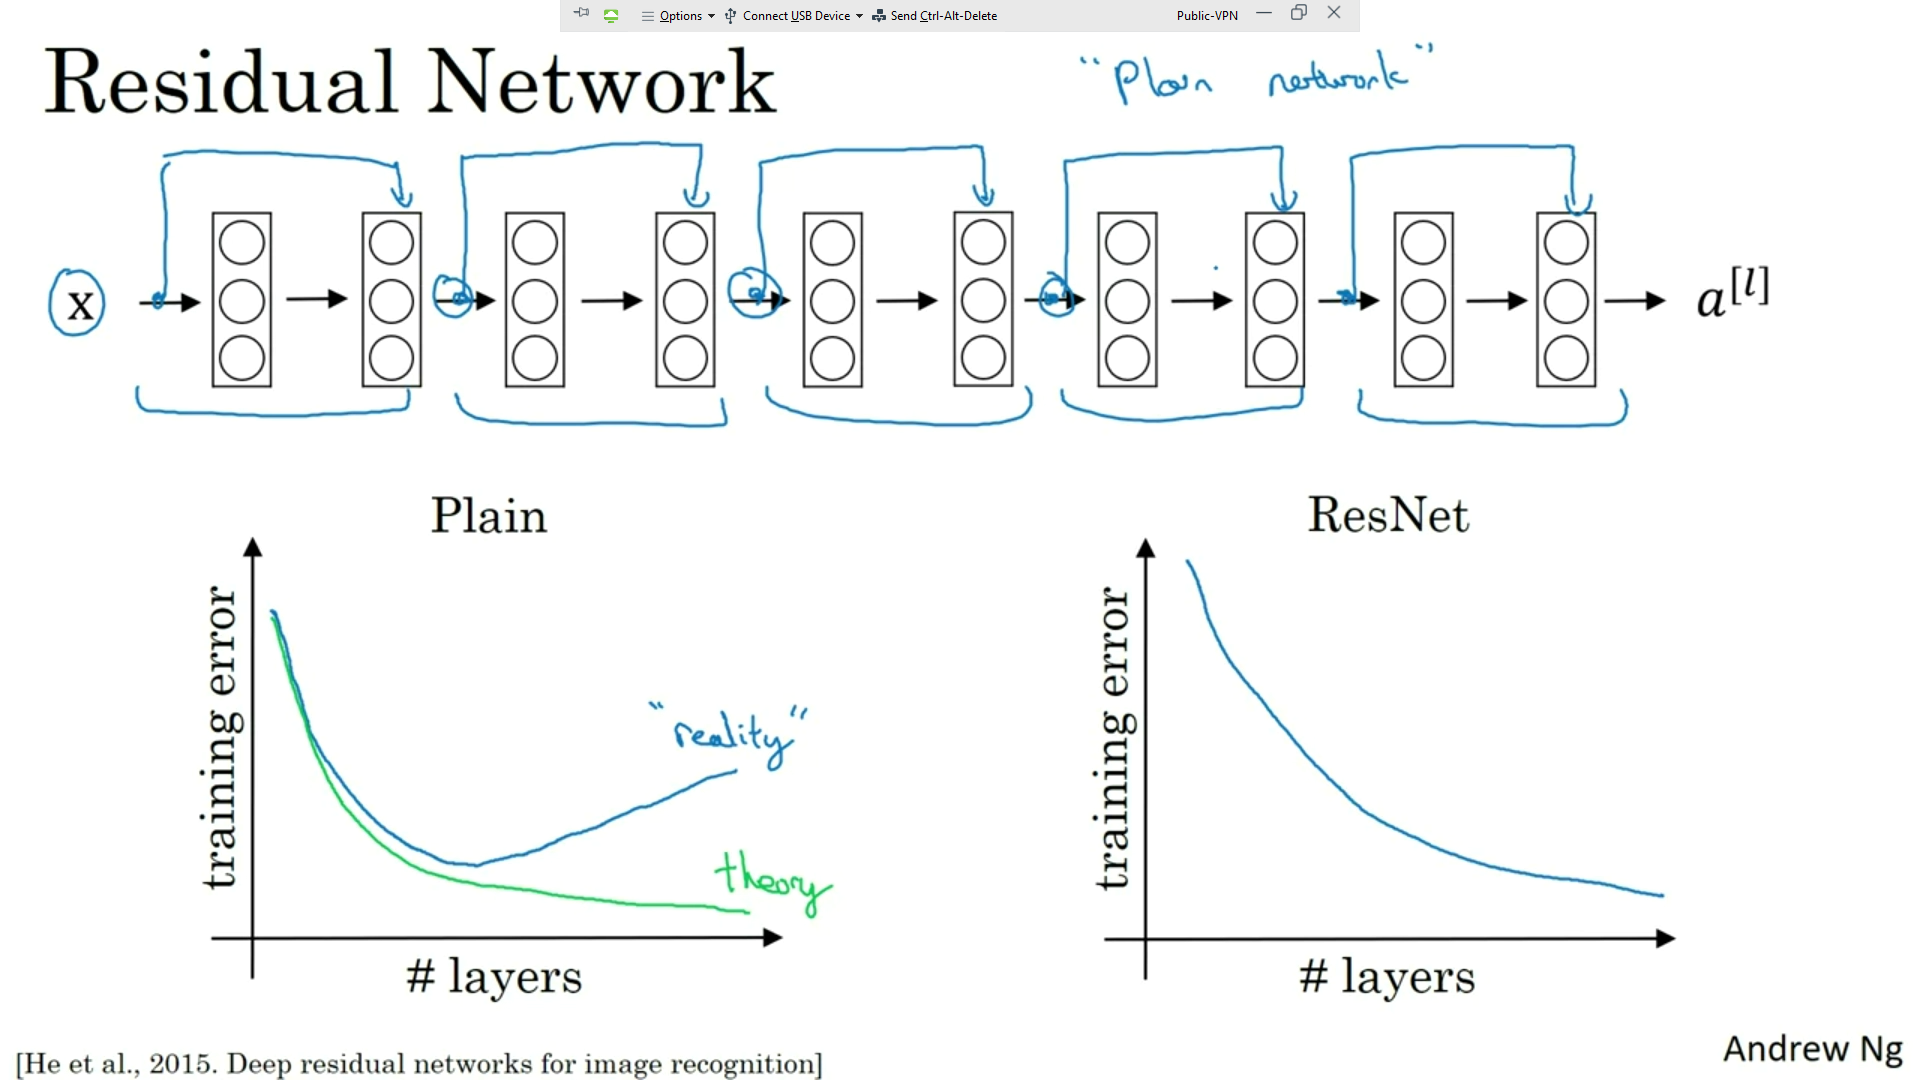 Options Connect USB Device Send Ctrl-Alt-Delete Public-VPN
Residual Network
"Plain network"
x
a[l]
Plain
training error
"reality"
theory
# layers
ResNet
training error
# layers
[He et al., 2015. Deep residual networks for image recognition]
Andrew Ng